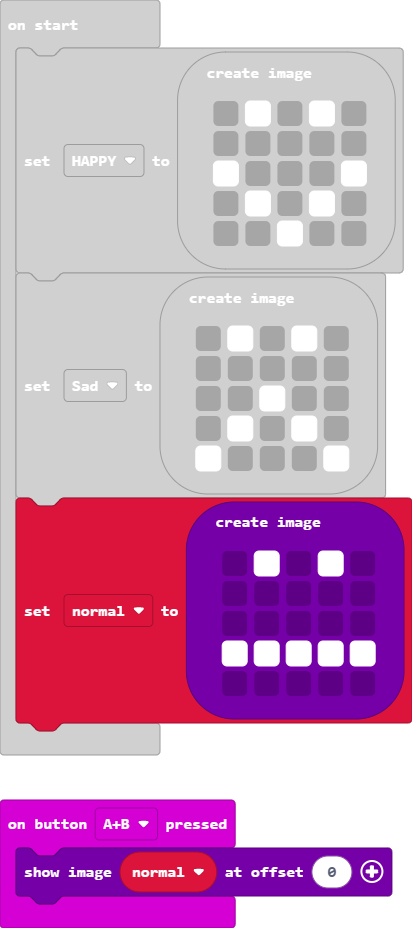 on start
create image
set HAPPY to
create image
set Sad to
create image
set normal to
on button A+B pressed
show image normal at offset 0